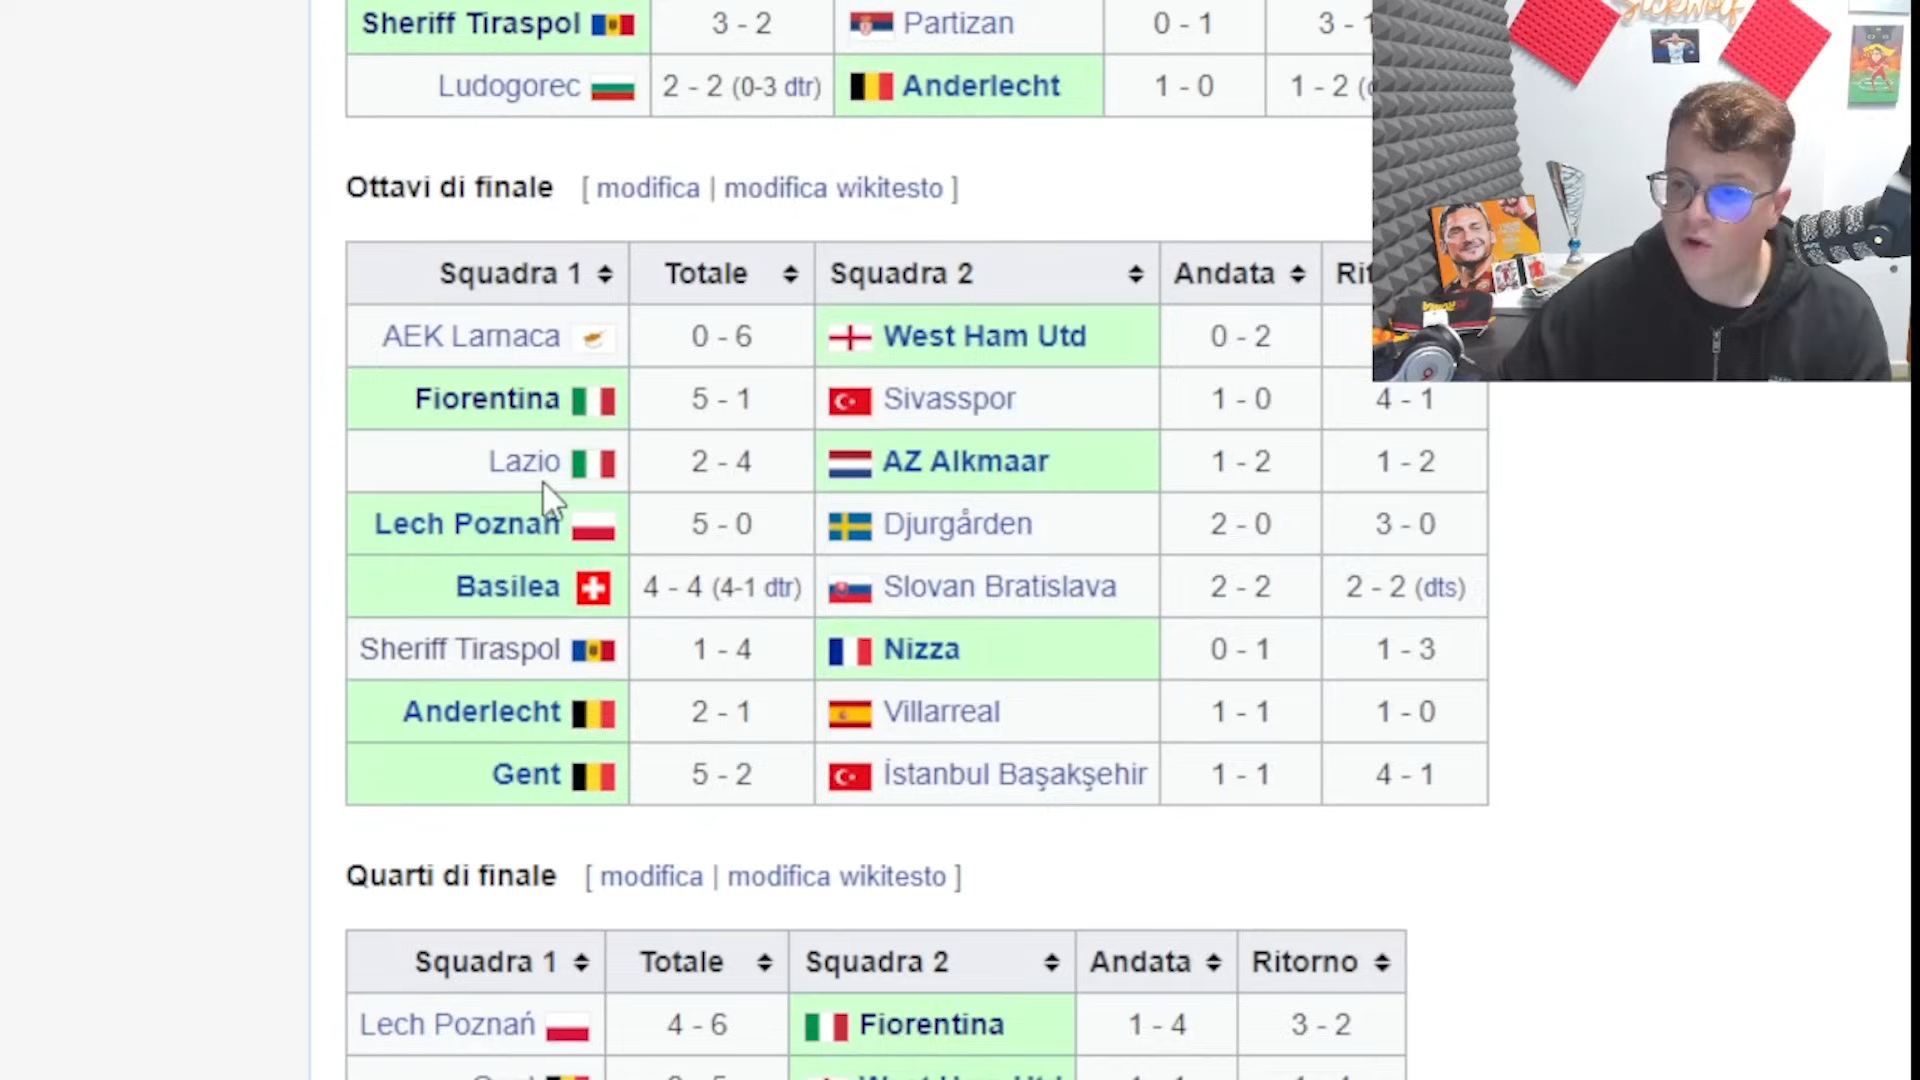 Sheriff Tiraspol 3 - 2 Partizan 0 - 1 3 - 1
Ludogorec 2 - 2 (0-3 dtr) Anderlecht 1 - 0 1 - 2
Ottavi di finale [ modifica | modifica wikitesto ]
Squadra 1 Totale Squadra 2 Andata
AEK Larnaca 0 - 6 West Ham Utd 0 - 2
Fiorentina 5 - 1 Sivasspor 1 - 0 4 - 1
Lazio 2 - 4 AZ Alkmaar 1 - 2 1 - 2
Lech Poznań 5 - 0 Djurgården 2 - 0 3 - 0
Basilea 4 - 4 (4-1 dtr) Slovan Bratislava 2 - 2 2 - 2 (dts)
Sheriff Tiraspol 1 - 4 Nizza 0 - 1 1 - 3
Anderlecht 2 - 1 Villarreal 1 - 1 1 - 0
Gent 5 - 2 İstanbul Başakşehir 1 - 1 4 - 1
Quarti di finale [ modifica | modifica wikitesto ]
Squadra 1 Totale Squadra 2 Andata Ritorno
Lech Poznań 4 - 6 Fiorentina 1 - 4 3 - 2